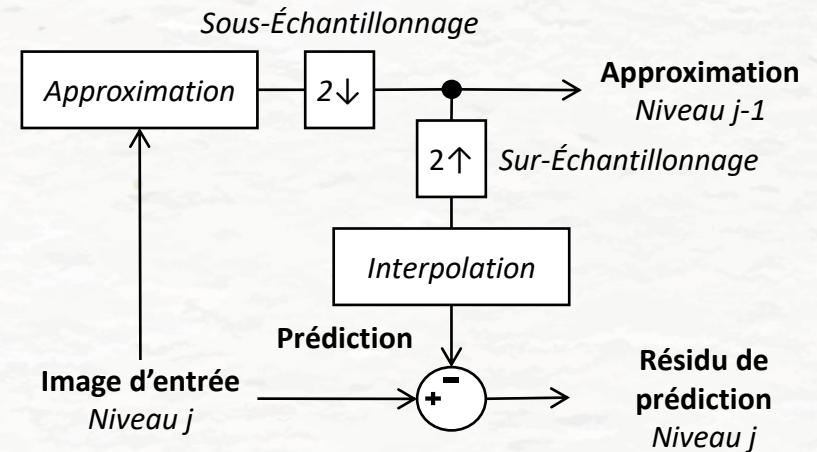 Sous-Échantillonnage
Approximation
2↓
Approximation
Niveau j-1
2↑
Sur-Échantillonnage
Interpolation
Prédiction
Image d’entrée
Niveau j
+
-
Résidu de
prédiction
Niveau j